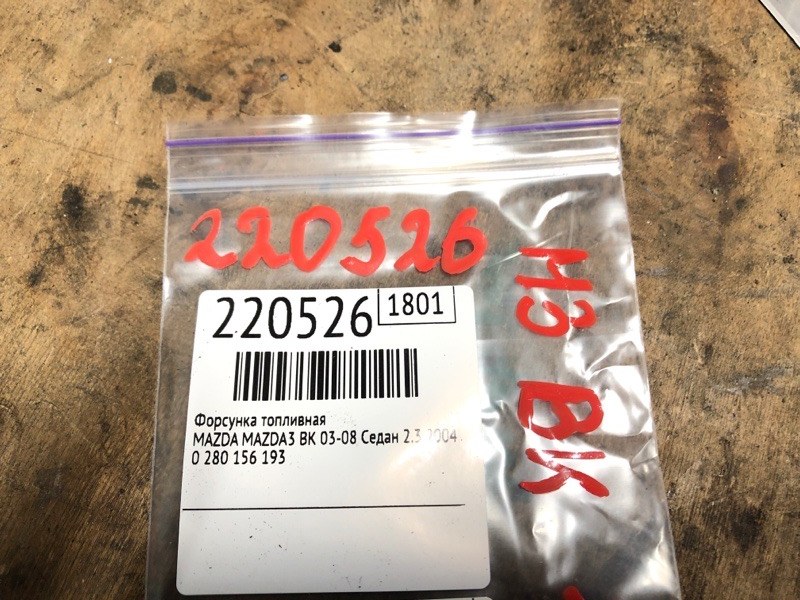 220526
220526 1801
Форсунка топливная
MAZDA MAZDA3 BK 03-08 Седан 2.3 2004
0 280 156 193
M3 BK